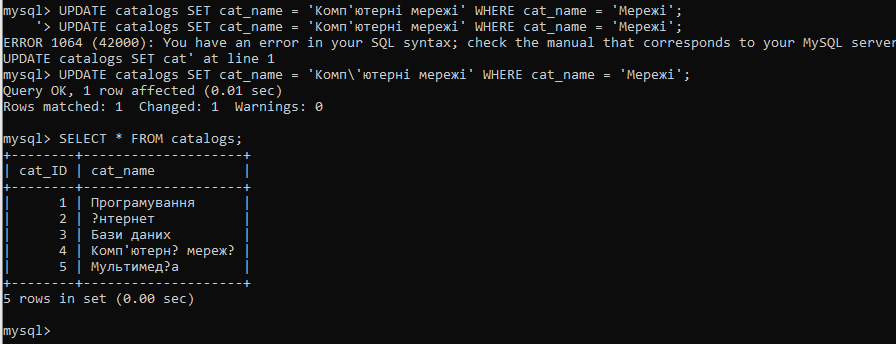 mysql> UPDATE catalogs SET cat_name = 'Комп'ютерні мережі' WHERE cat_name = 'Мережі';
    '> UPDATE catalogs SET cat_name = 'Комп'ютерні мережі' WHERE cat_name = 'Мережі';
ERROR 1064 (42000): You have an error in your SQL syntax; check the manual that corresponds to your MySQL server
UPDATE catalogs SET cat' at line 1
mysql> UPDATE catalogs SET cat_name = 'Комп\'ютерні мережі' WHERE cat_name = 'Мережі';
Query OK, 1 row affected (0.01 sec)
Rows matched: 1  Changed: 1  Warnings: 0

mysql> SELECT * FROM catalogs;
+--------+--------------------+
| cat_ID | cat_name           |
+--------+--------------------+
|      1 | Програмування      |
|      2 | ?нтернет           |
|      3 | Бази даних         |
|      4 | Комп'ютерн? мереж? |
|      5 | Мультимед?а        |
+--------+--------------------+
5 rows in set (0.00 sec)

mysql>